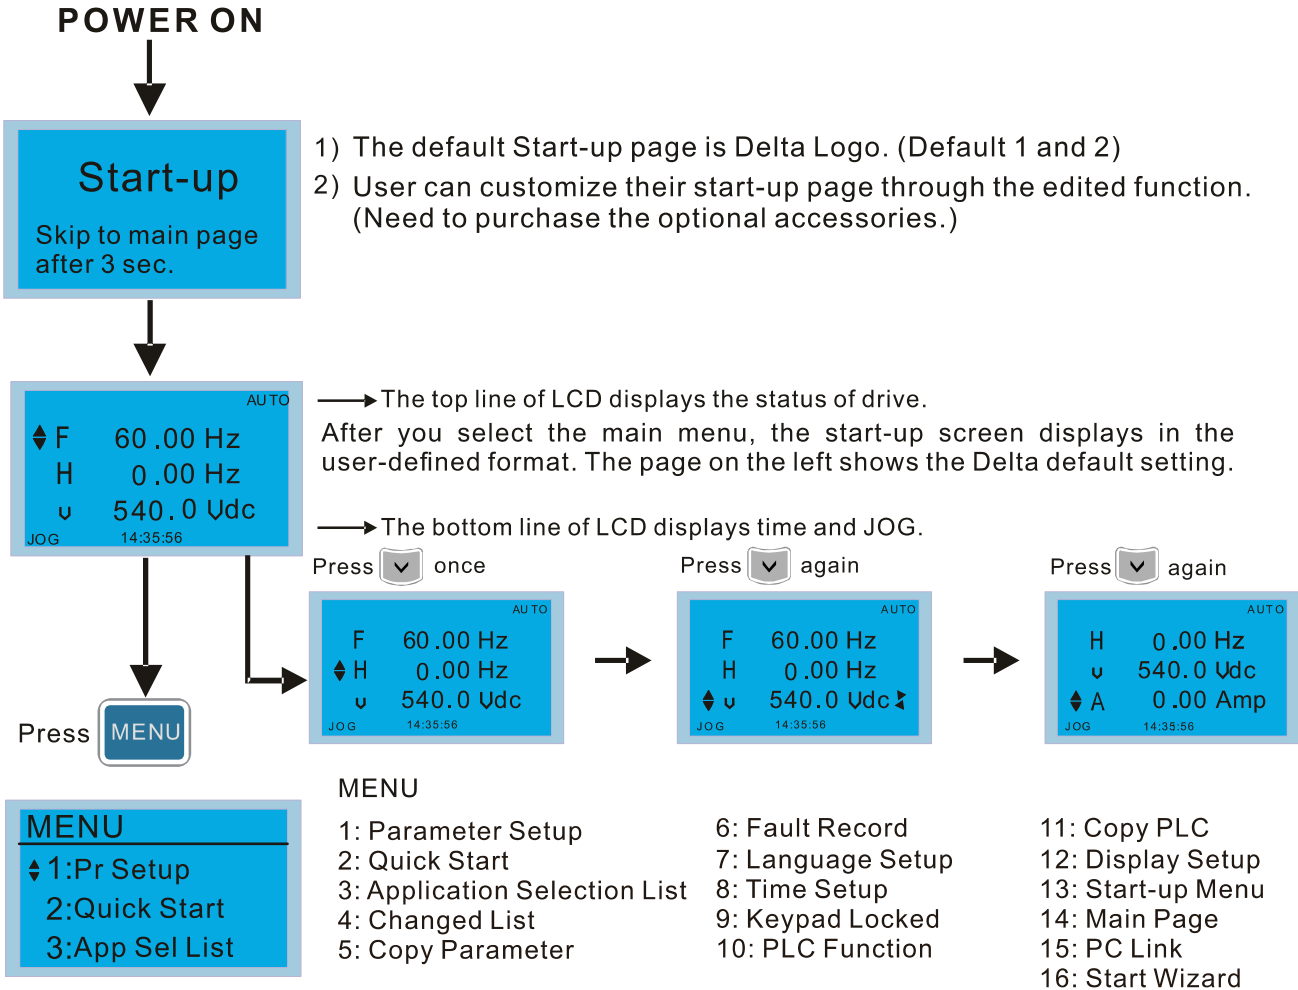 POWER ON
Start-up
Skip to main page
after 3 sec.
1) The default Start-up page is Delta Logo. (Default 1 and 2)
2) User can customize their start-up page through the edited function.
(Need to purchase the optional accessories.)
AUTO
F 60.00 Hz
H 0.00 Hz
v 540.0 Vdc
JOG 14:35:56
The top line of LCD displays the status of drive.
After you select the main menu, the start-up screen displays in the
user-defined format. The page on the left shows the Delta default setting.
The bottom line of LCD displays time and JOG.
Press once
AUTO
F 60.00 Hz
H 0.00 Hz
v 540.0 Vdc
JOG 14:35:56
Press again
AUTO
F 60.00 Hz
H 0.00 Hz
v 540.0 Vdc
JOG 14:35:56
Press again
AUTO
H 0.00 Hz
v 540.0 Vdc
A 0.00 Amp
JOG 14:35:56
Press MENU
MENU
1:Pr Setup
2:Quick Start
3:App Sel List
MENU
1: Parameter Setup
2: Quick Start
3: Application Selection List
4: Changed List
5: Copy Parameter
6: Fault Record
7: Language Setup
8: Time Setup
9: Keypad Locked
10: PLC Function
11: Copy PLC
12: Display Setup
13: Start-up Menu
14: Main Page
15: PC Link
16: Start Wizard